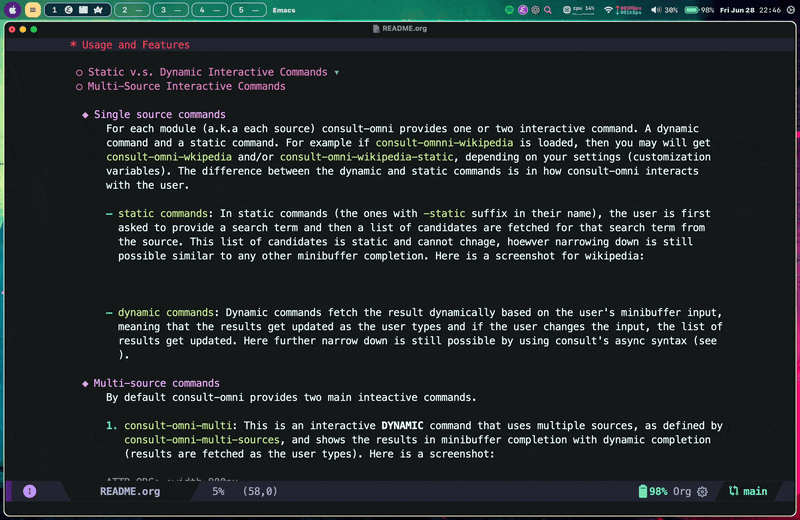 1
2 —
3 —
4 —
5 —
Emacs
cpu 14%
30%
98%
Fri Jun 28
22:46
README.org
* Usage and Features
○ Static v.s. Dynamic Interactive Commands ▾
○ Multi-Source Interactive Commands
◆ Single source commands
For each module (a.k.a each source) consult-omni provides one or two interactive command. A dynamic
command and a static command. For example if consult-omnni-wikipedia is loaded, then you may will get
consult-omni-wkipedia and/or consult-omni-wikipedia-static, depending on your settings (customization
variables). The difference between the dynamic and static commands is in how consult-omni interacts
with the user.
– static commands: In static commands (the ones with -static suffix in their name), the user is first
asked to provide a search term and then a list of candidates are fetched for that search term from
the source. This list of candidates is static and cannot chnage, hoewvr narrowing down is still
possible similar to any other minibuffer completion. Here is a screenshot for wikipedia:
– dynamic commands: Dynamic commands fetch the result dynamically based on the user's minibuffer input,
meaning that the results get updated as the user types and if the user changes the input, the list of
results get updated. Here further narrow down is still possible by using consult's async syntax (see
).
◆ Multi-source commands
By default consult-omni provides two main inteactive commands.
1. consult-omni-multi: This is an interactive DYNAMIC command that uses multiple sources, as defined by
consult-omni-multi-sources, and shows the results in minibuffer completion with dynamic completion
(results are fetched as the user types). Here is a screenshot:
README.org
5%
(58,0)
98% Org
main